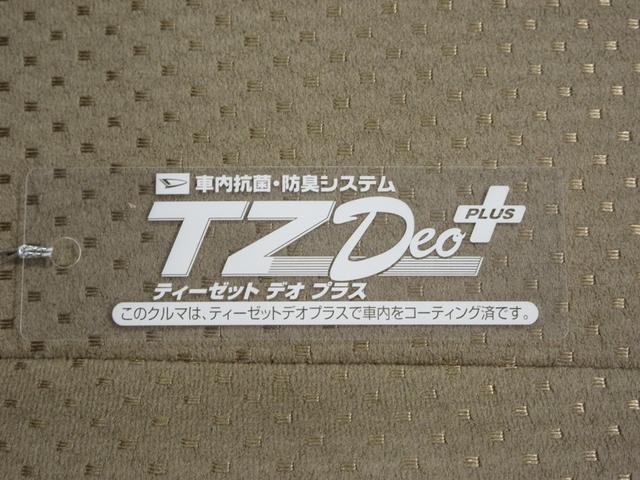 車内抗菌・防臭システム
TZ Deo PLUS
ティーゼット デオ プラス
このクルマは、ティーゼットデオプラスで車内をコーティング済です。